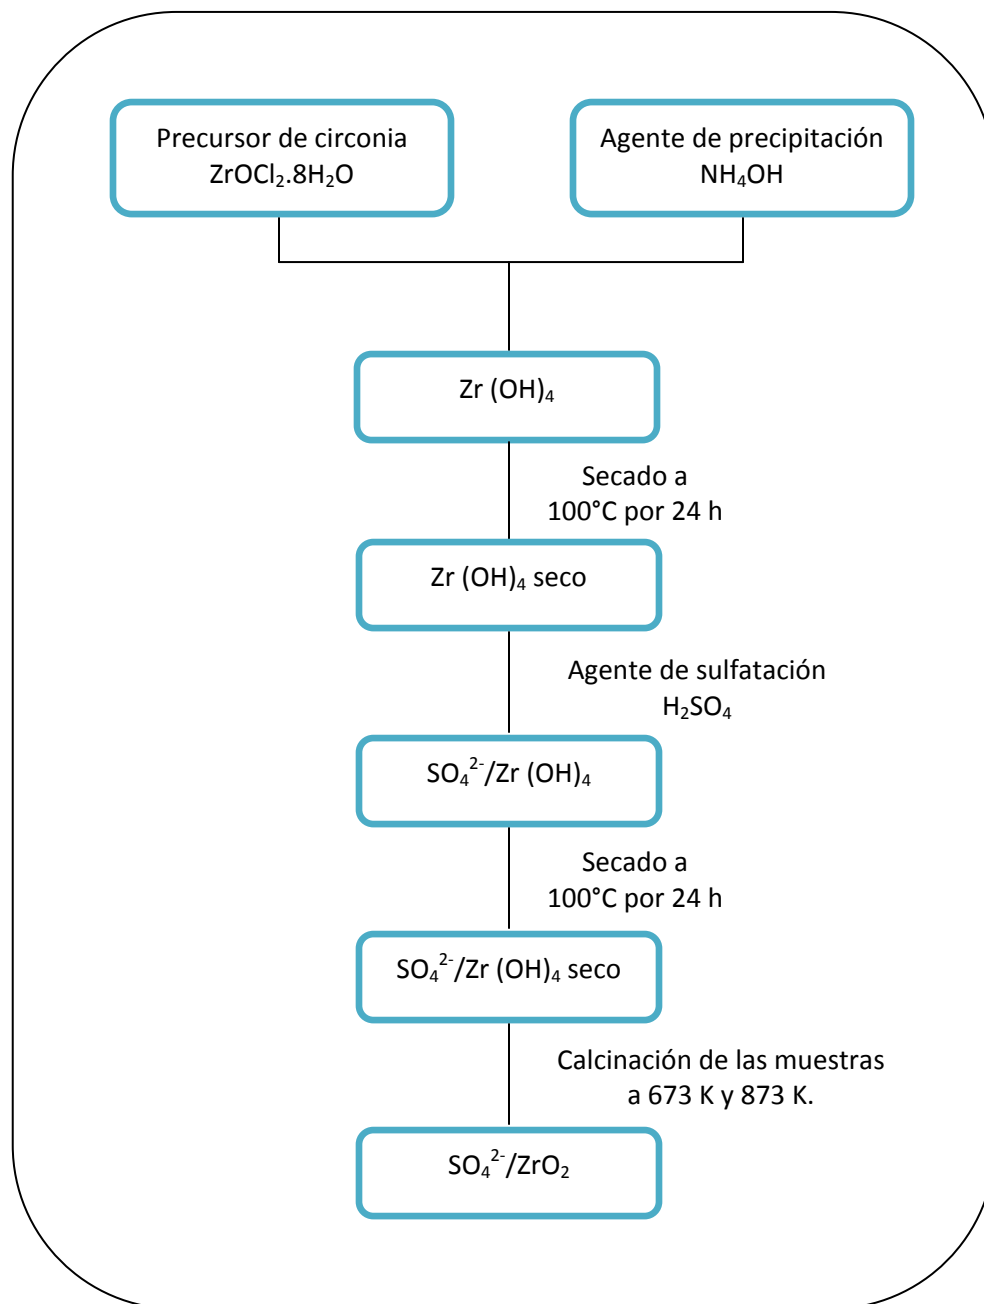 Precursor de circonia
ZrOCl₂.8H₂O
Agente de precipitación
NH₄OH
Zr (OH)₄
Secado a
100°C por 24 h
Zr (OH)₄ seco
Agente de sulfatación
H₂SO₄
SO₄²⁻/Zr (OH)₄
Secado a
100°C por 24 h
SO₄²⁻/Zr (OH)₄ seco
Calcinación de las muestras
a 673 K y 873 K.
SO₄²⁻/ZrO₂